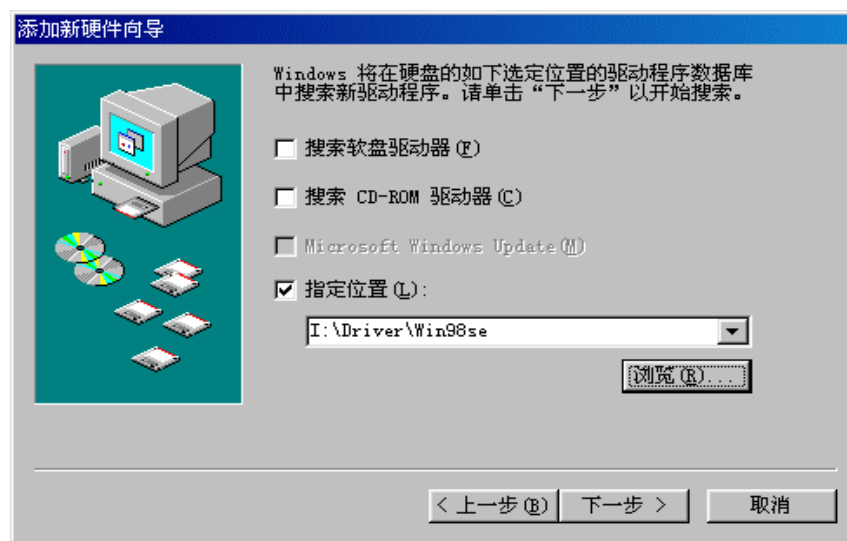 添加新硬件向导
Windows 将在硬盘的如下选定位置的驱动程序数据库
中搜索新驱动程序。请单击“下一步”以开始搜索。
搜索软盘驱动器(F)
搜索 CD-ROM 驱动器(C)
Microsoft Windows Update(M)
指定位置(L):
I:\Driver\Win98se
浏览(R)...
< 上一步(B) 下一步 > 取消